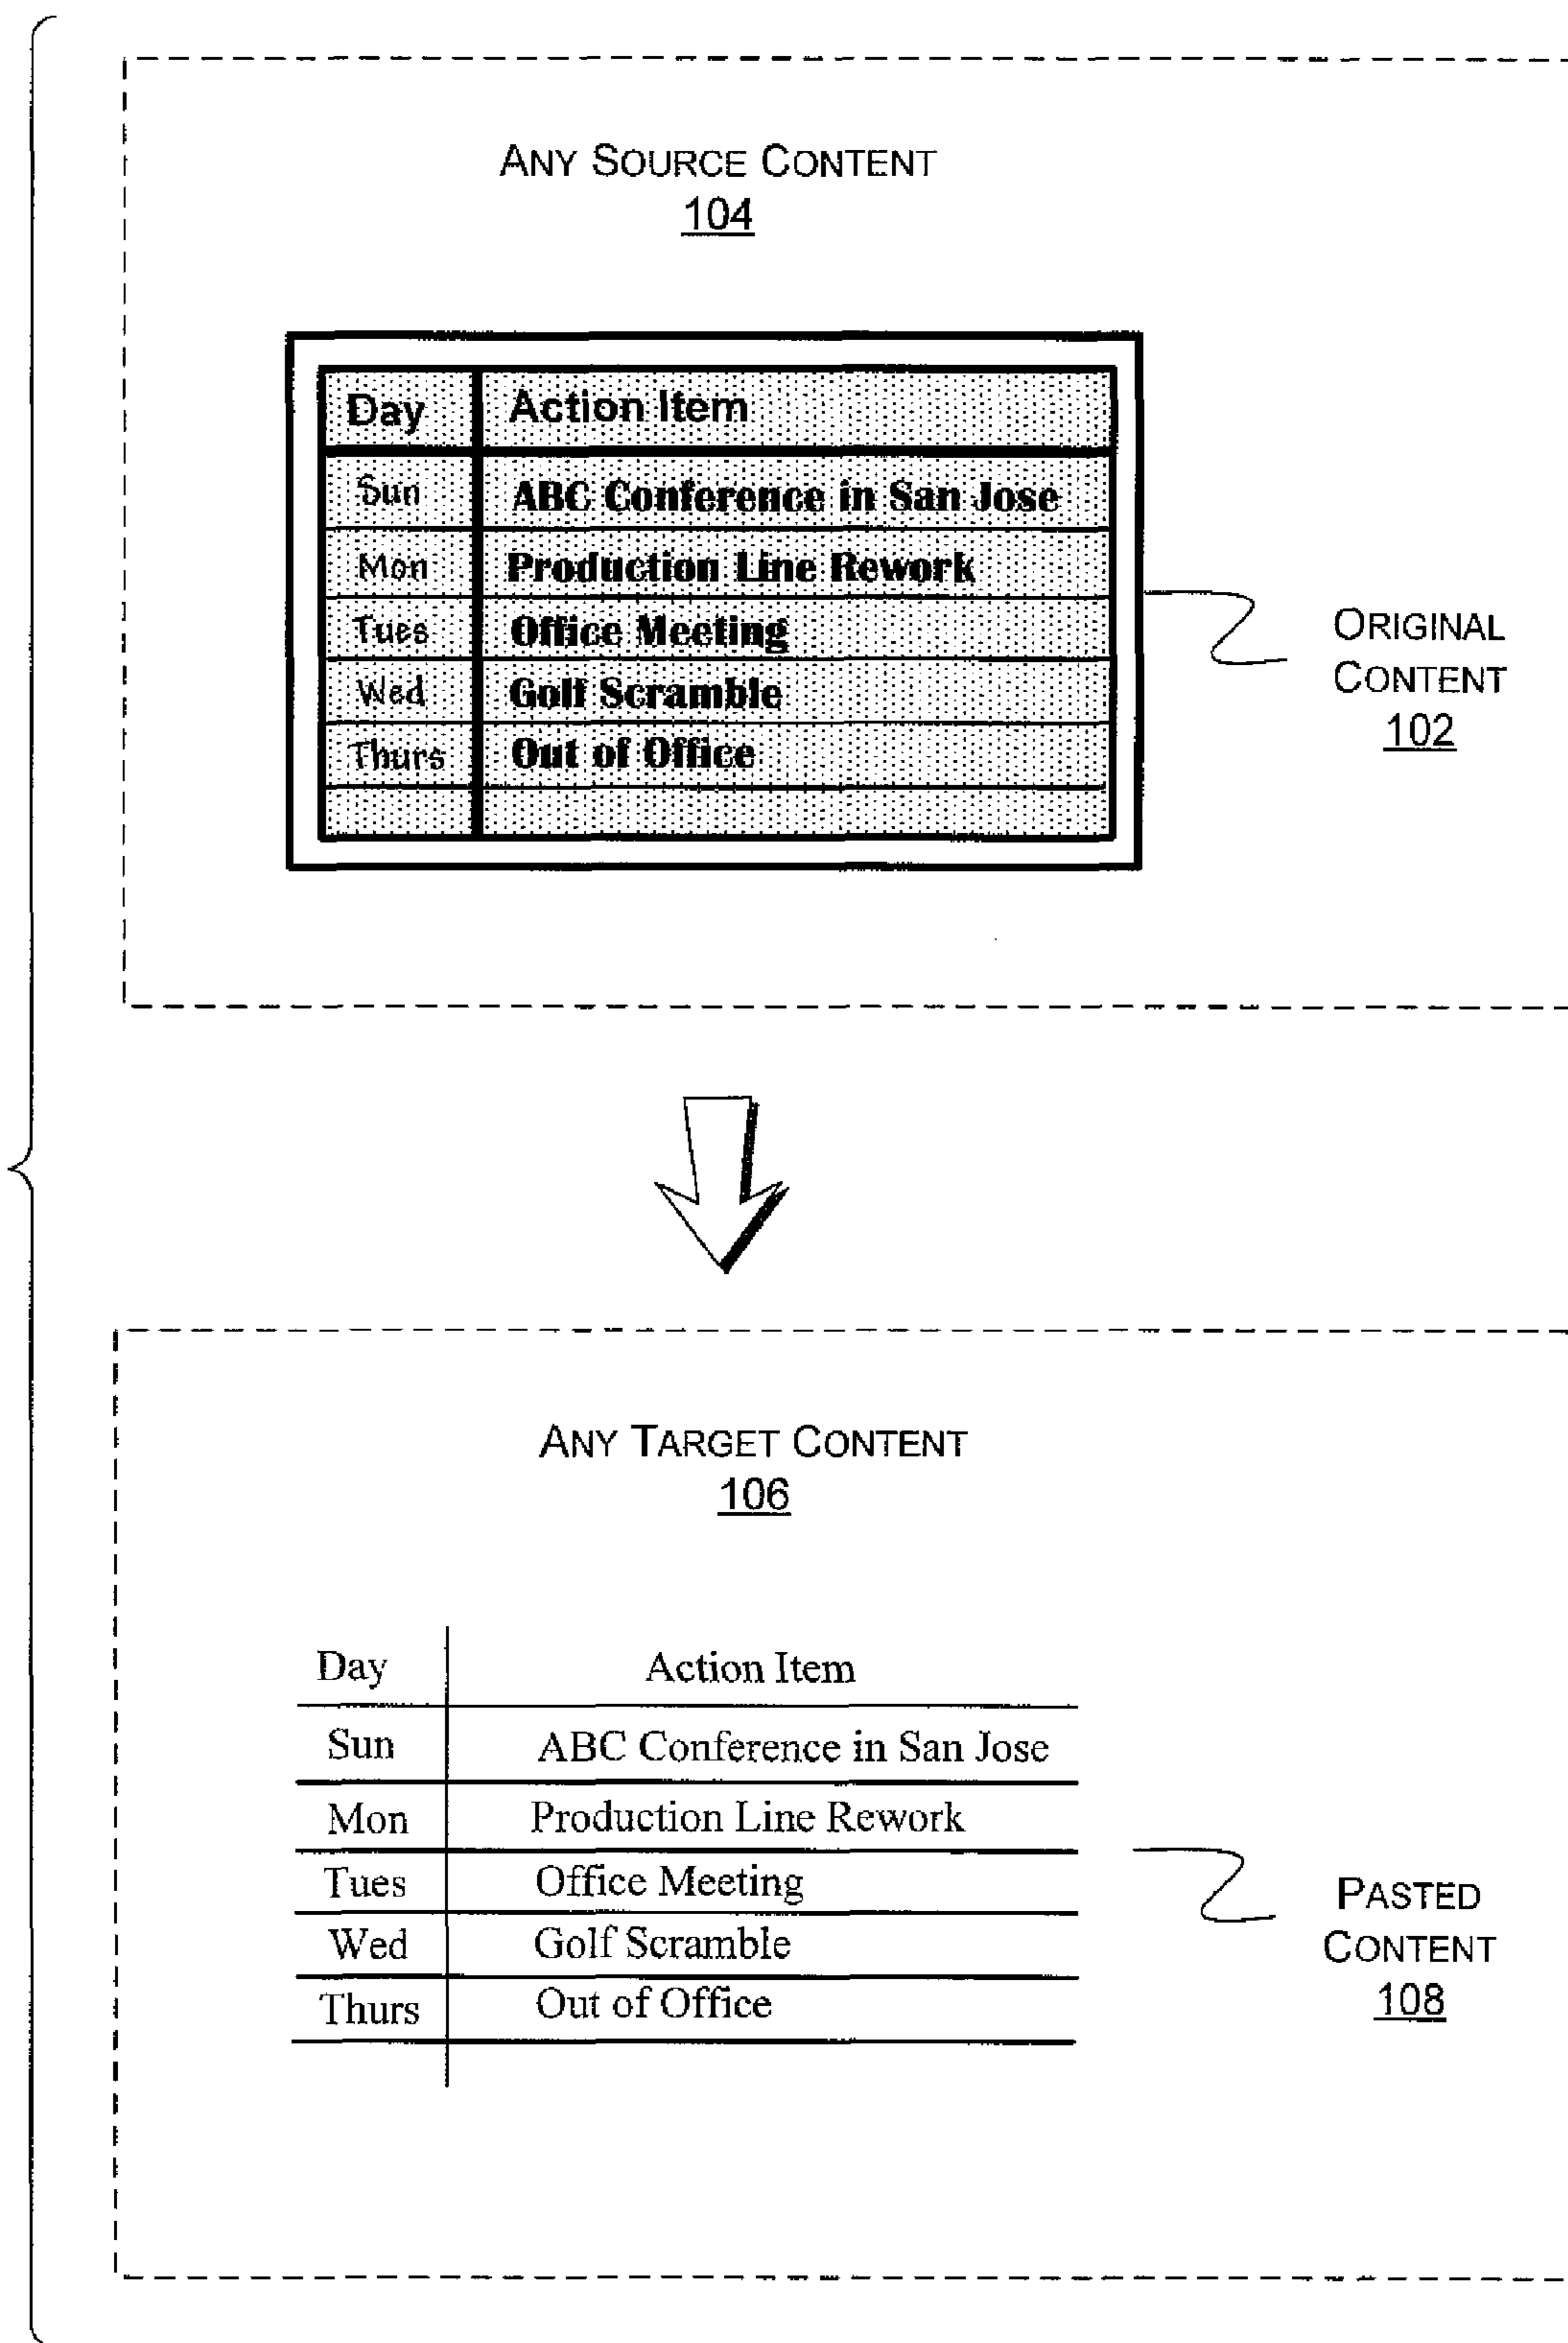 ANY SOURCE CONTENT
104
Day Action Item
Sun ABC Conference in San Jose
Mon Production Line Rework
Tues Office Meeting
Wed Golf Scramble
Thurs Out of Office
ORIGINAL
CONTENT
102
ANY TARGET CONTENT
106
Day Action Item
Sun ABC Conference in San Jose
Mon Production Line Rework
Tues Office Meeting
Wed Golf Scramble
Thurs Out of Office
PASTED
CONTENT
108